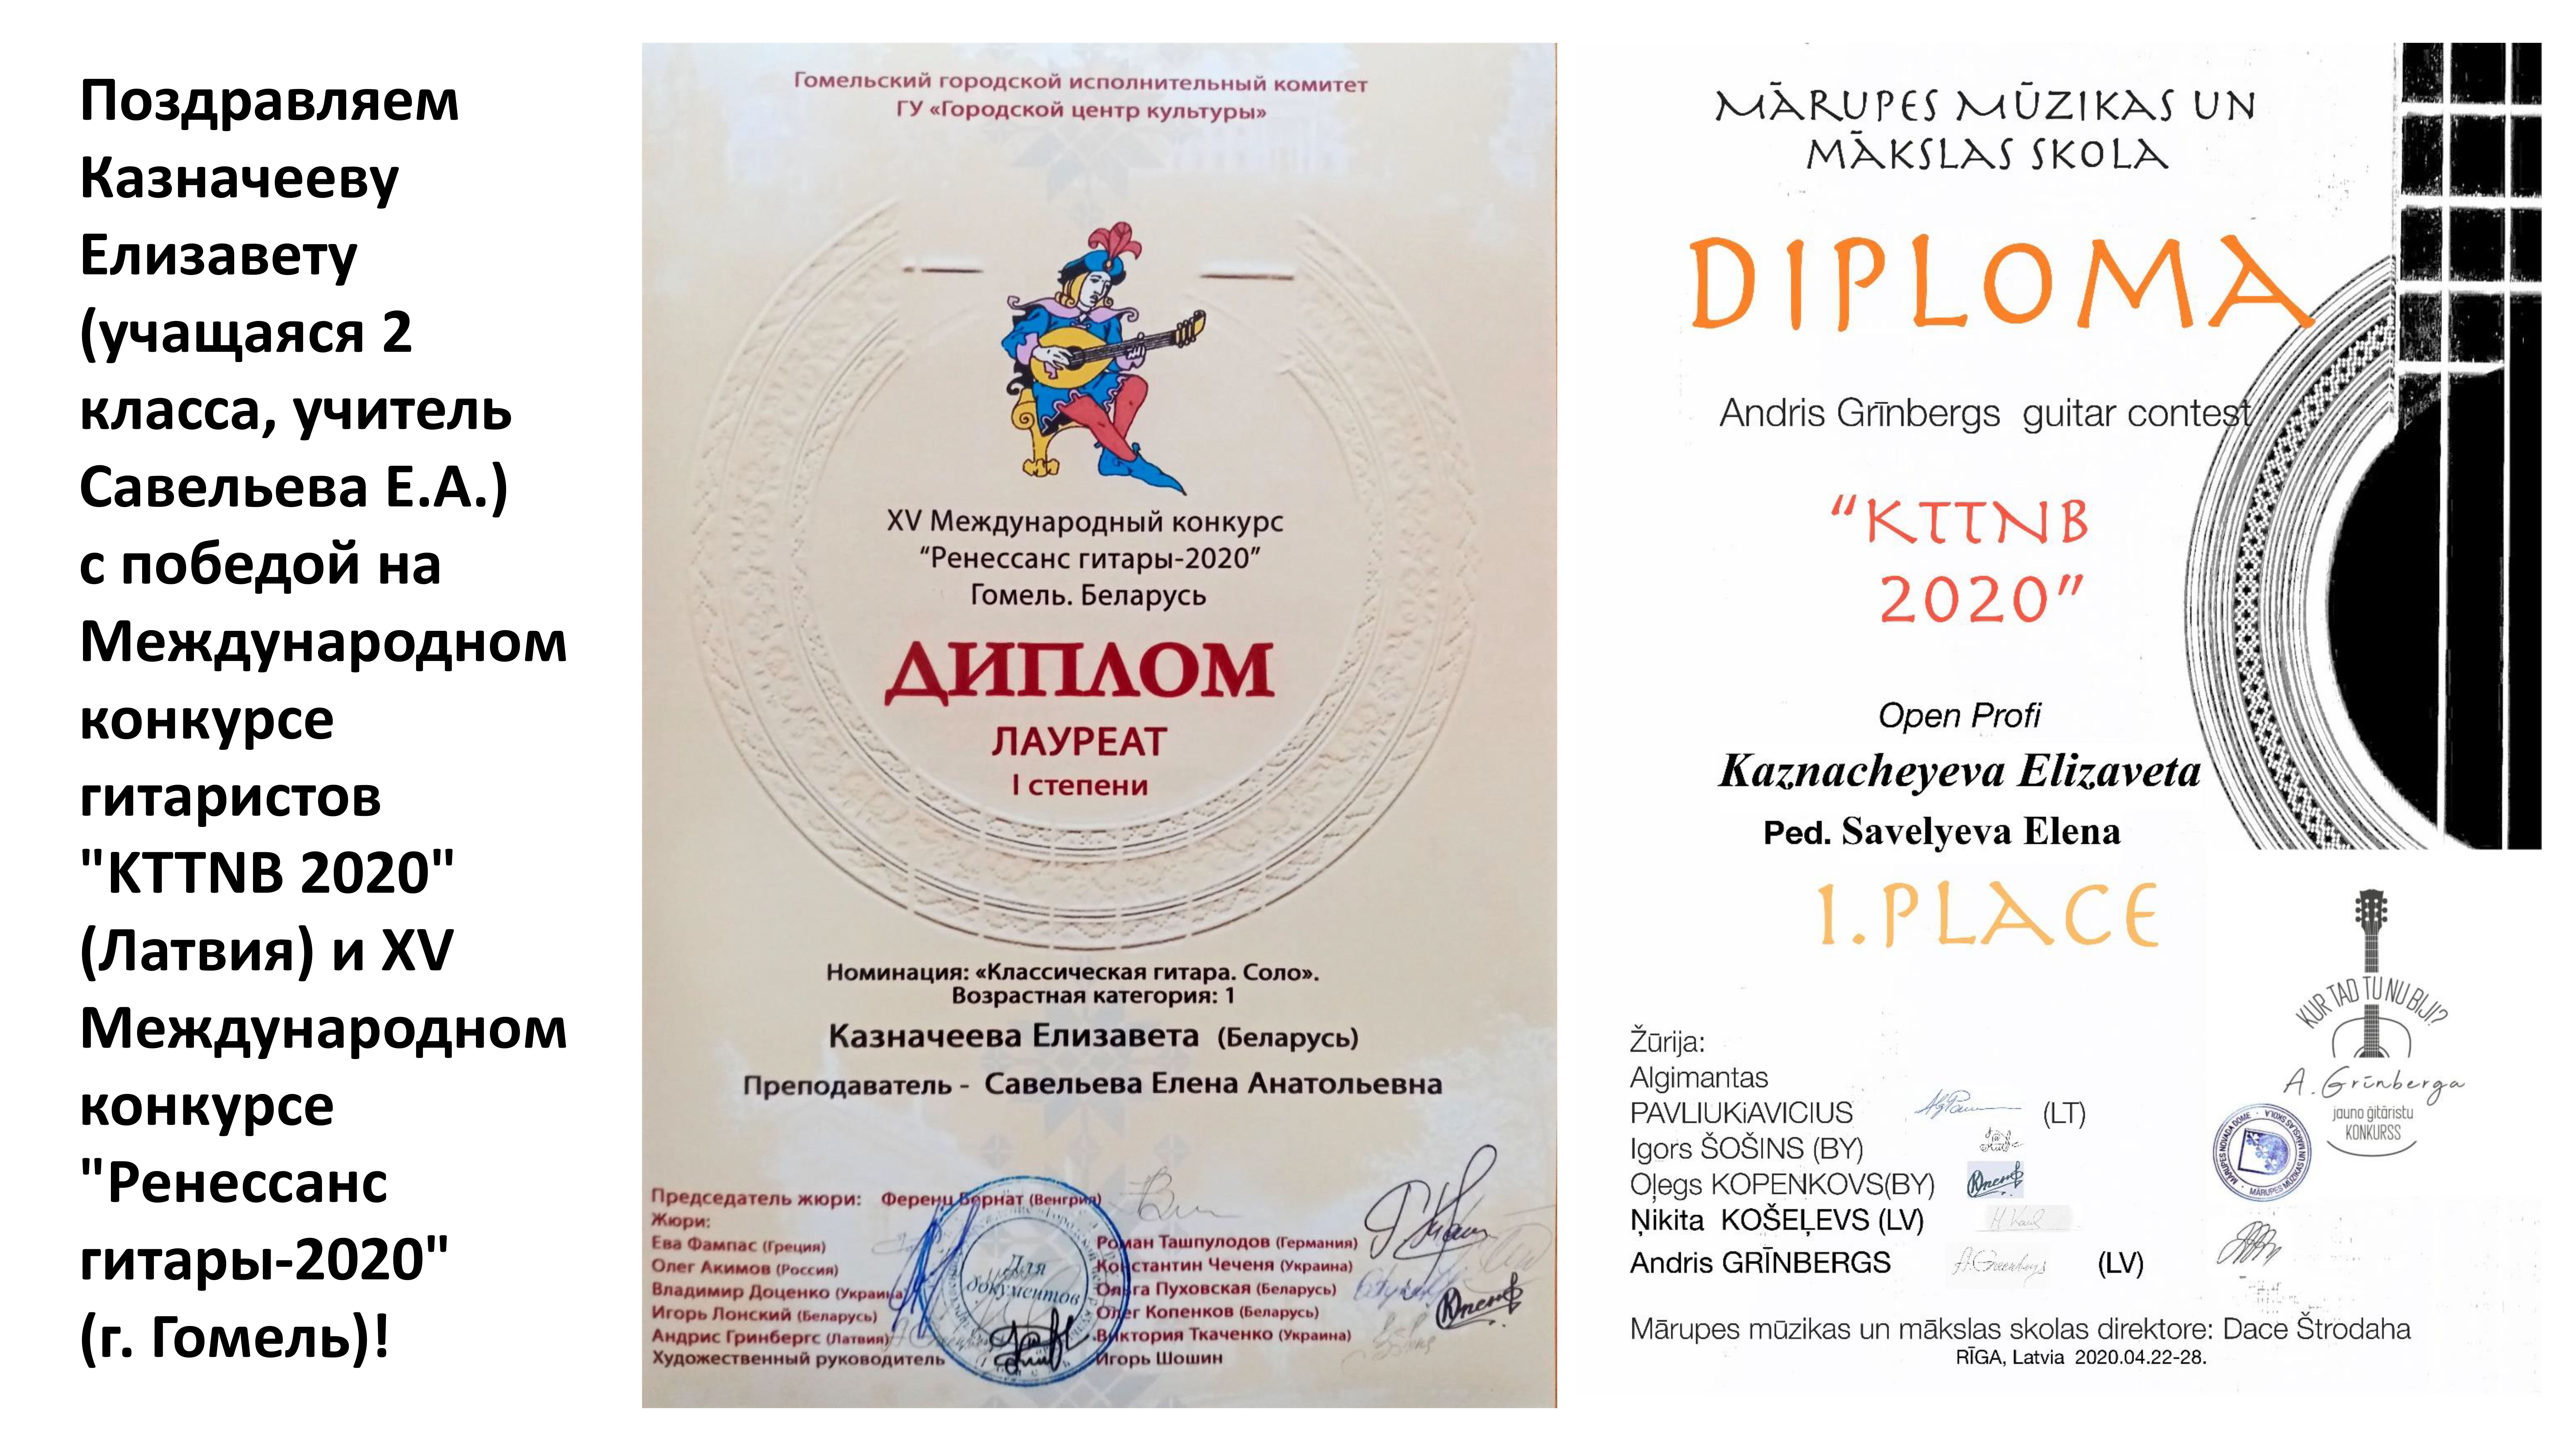 Поздравляем
Казначееву
Елизавету
(учащаяся 2
класса, учитель
Савельева Е.А.)
с победой на
Международном
конкурсе
гитаристов
"KTTNB 2020"
(Латвия) и XV
Международном
конкурсе
"Ренессанс
гитары-2020"
(г. Гомель)!
Гомельский городской исполнительный комитет
ГУ «Городской центр культуры»
XV Международный конкурс
“Ренессанс гитары-2020”
Гомель. Беларусь
ДИПЛОМ
ЛАУРЕАТ
I степени
Номинация: «Классическая гитара. Соло».
Возрастная категория: 1
Казначеева Елизавета (Беларусь)
Преподаватель - Савельева Елена Анатольевна
Председатель жюри: Ференц Бернат (Венгрия)
Жюри:
Ева Фампас (Греция)
Олег Акимов (Россия)
Владимир Доценко (Украина)
Игорь Лонский (Беларусь)
Андрис Гринбергс (Латвия)
Художественный руководитель
Роман Ташпулодов (Германия)
Константин Чеченя (Украина)
Ольга Пуховская (Беларусь)
Олег Копенков (Беларусь)
Виктория Ткаченко (Украина)
Игорь Шошин
Для
документов
MĀRUPES MŪZIKAS UN
MĀKSLAS SKOLA
DIPLOMA
Andris Grīnbergs guitar contest
“KTTNB
2020”
Open Profi
Kaznacheyeva Elizaveta
Ped. Savelyeva Elena
1.PLACE
KUR TAD TU NU BIJI?
A. Grīnberga
jauno ģitāristu
KONKURSS
Žūrija:
Algimantas
PAVLIUKiAVICIUS (LT)
Igors ŠOŠINS (BY)
Oļegs KOPENKOVS(BY)
Ņikita KOŠEĻEVS (LV)
Andris GRĪNBERGS (LV)
MĀRUPES NOVADA DOME · MĀRUPES MŪZIKAS UN MĀKSLAS SKOLA
Mārupes mūzikas un mākslas skolas direktore: Dace Štrodaha
RĪGA, Latvia 2020.04.22-28.